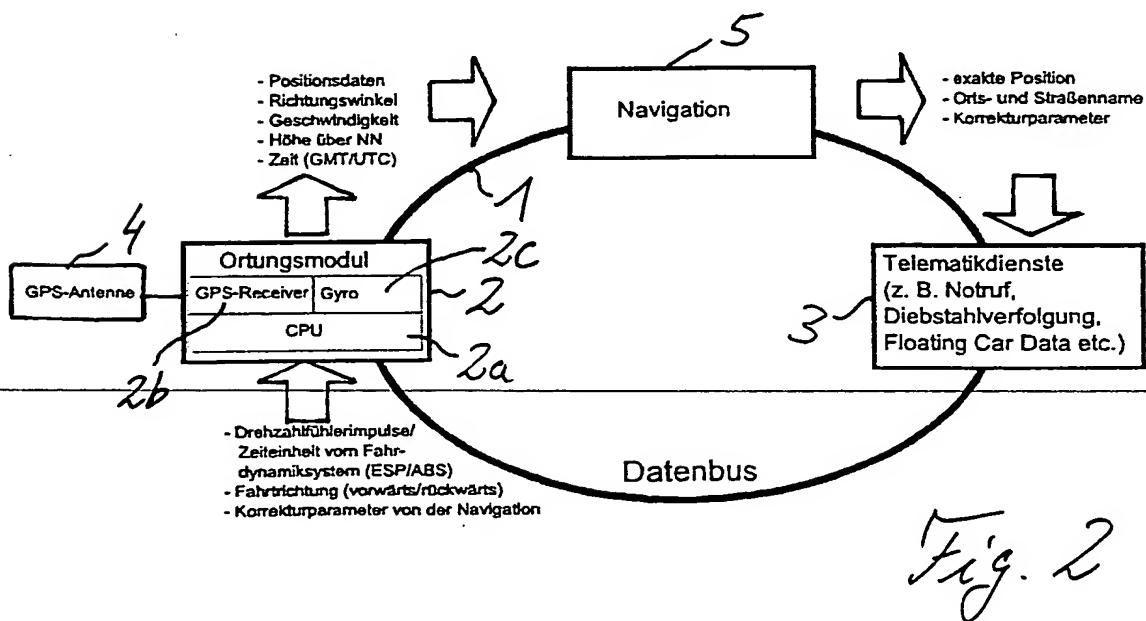 5
- Positionsdaten
- Richtungswinkel
- Geschwindigkeit
- Höhe über NN
- Zeit (GMT/UTC)
Navigation
- exakte Position
- Orts- und Straßenname
- Korrekturparameter
1
4
GPS-Antenne
Ortungsmodul
GPS-Receiver
Gyro
CPU
2c
2
2b
2a
3
Telematikdienste
(z. B. Notruf,
Diebstahlverfolgung,
Floating Car Data etc.)
- Drehzahlfühlerimpulse/
Zeiteinheit vom Fahr-
dynamiksystem (ESP/ABS)
- Fahrtrichtung (vorwärts/rückwärts)
- Korrekturparameter von der Navigation
Datenbus
Fig. 2